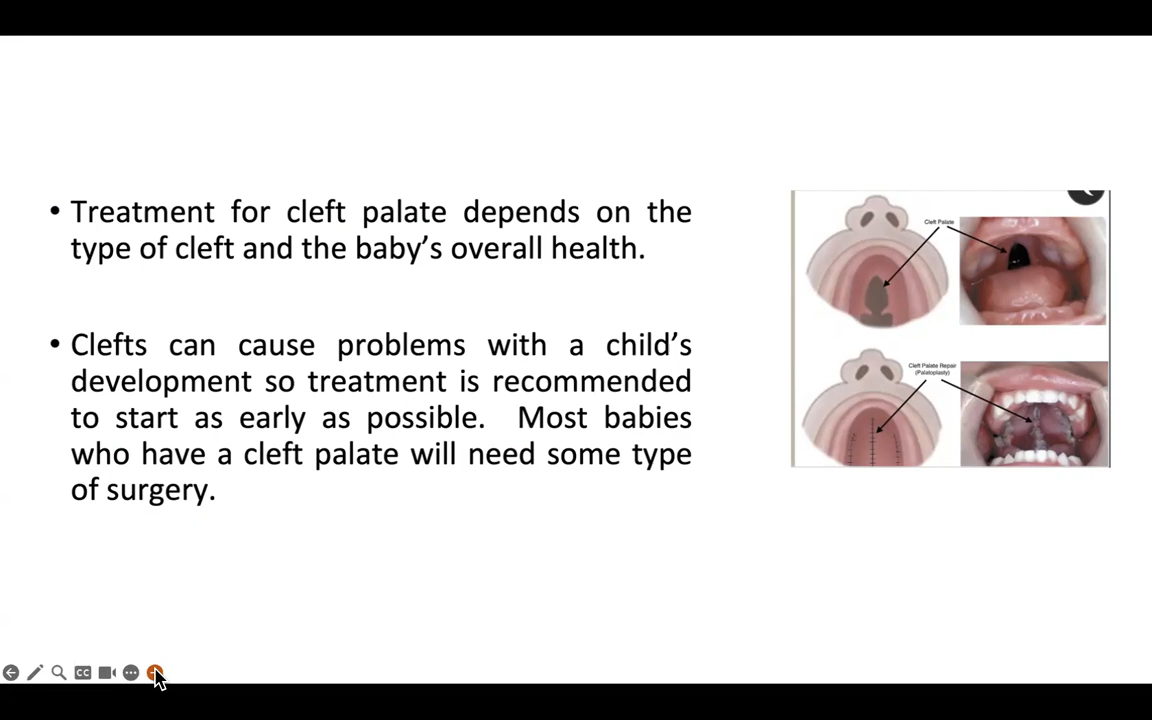 • Treatment for cleft palate depends on the
type of cleft and the baby’s overall health.
• Clefts can cause problems with a child’s
development so treatment is recommended
to start as early as possible. Most babies
who have a cleft palate will need some type
of surgery.
Cleft Palate
Cleft Palate Repair
(Palatoplasty)
CC